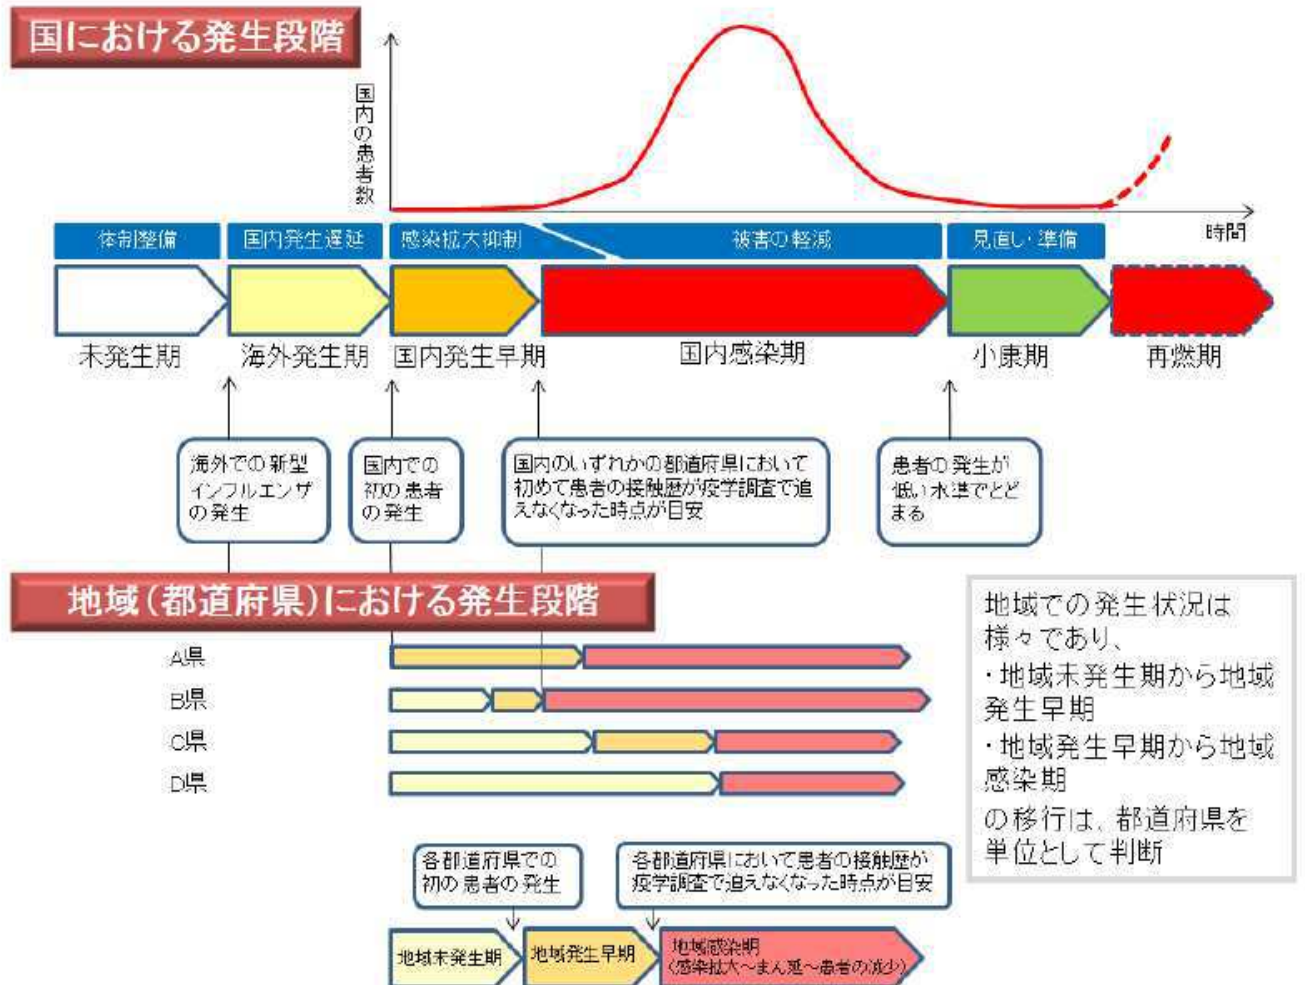 国における発生段階
国内の患者数
時間
体制整備
国内発生遅延
感染拡大抑制
被害の軽減
見直し・準備
未発生期
海外発生期
国内発生早期
国内感染期
小康期
再燃期
海外での新型
インフルエンザ
の発生
国内での
初の患者
の発生
国内のいずれかの都道府県において
初めて患者の接触歴が疫学調査で追
えなくなった時点が目安
患者の発生が
低い水準でとど
まる
地域(都道府県)における発生段階
A県
B県
C県
D県
地域での発生状況は
様々であり、
・地域未発生期から地域
発生早期
・地域発生早期から地域
感染期
の移行は、都道府県を
単位として判断
各都道府県での
初の患者の発生
各都道府県において患者の接触歴が
疫学調査で追えなくなった時点が目安
地域未発生期
地域発生早期
地域感染期
(感染拡大～まん延～患者の減少)